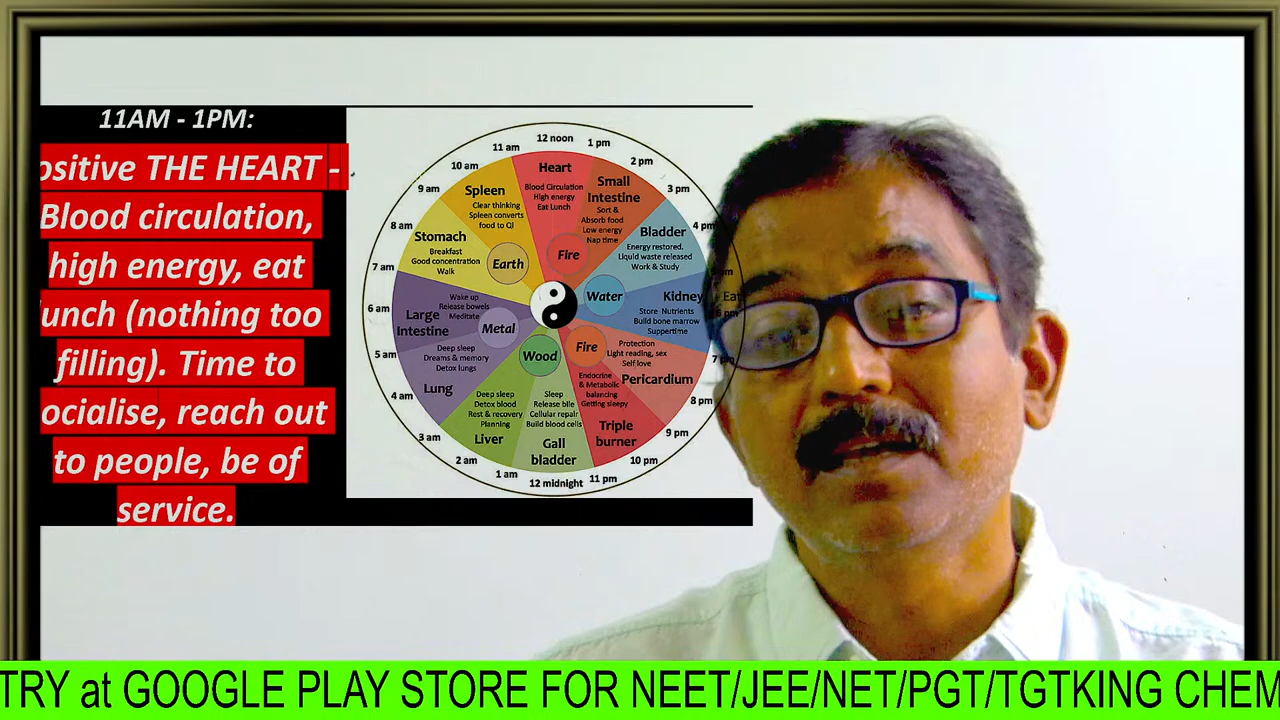 11AM - 1PM:
ositive THE HEART - .
Blood circulation,
high energy, eat
unch (nothing too
filling). Time to
ocialise, reach out
to people, be of
service.
12 noon
1 pm
2 pm
3 pm
4 pm
7 pm
8 pm
9 pm
10 pm
11 pm
12 midnight
1 am
2 am
3 am
4 am
5 am
6 am
7 am
8 am
9 am
10 am
11 am
Heart
Blood Circulation
High energy
Eat Lunch
Small
Intestine
Sort &
Absorb food
Low energy
Nap time
Bladder
Energy restored.
Liquid waste released
Work & Study
Kidney
Eat
Store Nutrients
Build bone marrow
Suppertime
Protection
Light reading, sex
Self love
Pericardium
Endocrine
& Metabolic
balancing
Getting sleepy
Triple
burner
Sleep
Release bile
Cellular repair
Build blood cells
Gall
bladder
Deep sleep
Detox blood
Rest & recovery
Planning
Liver
Deep sleep
Dreams & memory
Detox lungs
Lung
Wake up
Release bowels
Meditate
Large
Intestine
Stomach
Breakfast
Good concentration
Walk
Spleen
Clear thinking
Spleen converts
food to QI
Fire
Water
Fire
Wood
Metal
Earth
TRY at GOOGLE PLAY STORE FOR NEET/JEE/NET/PGT/TGTKING CHEM